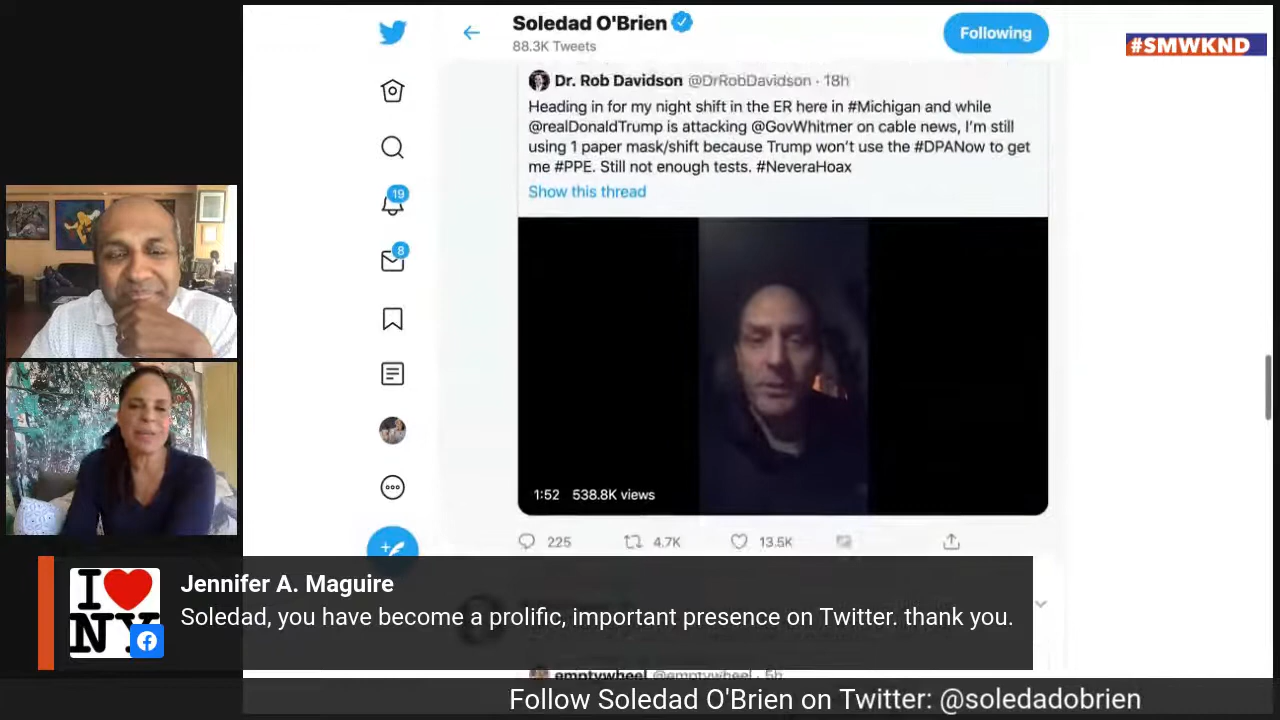 Soledad O'Brien
88.3K Tweets
Following
#SMWKND
Dr. Rob Davidson @DrRobDavidson · 18h
Heading in for my night shift in the ER here in #Michigan and while
@realDonaldTrump is attacking @GovWhitmer on cable news, I'm still
using 1 paper mask/shift because Trump won't use the #DPANow to get
me #PPE. Still not enough tests. #NeveraHoax
Show this thread
19
8
1:52 538.8K views
225 4.7K 13.5K
I NY
Jennifer A. Maguire
Soledad, you have become a prolific, important presence on Twitter. thank you.
emptywheel @emptywheel · 5h
Follow Soledad O'Brien on Twitter: @soledadobrien